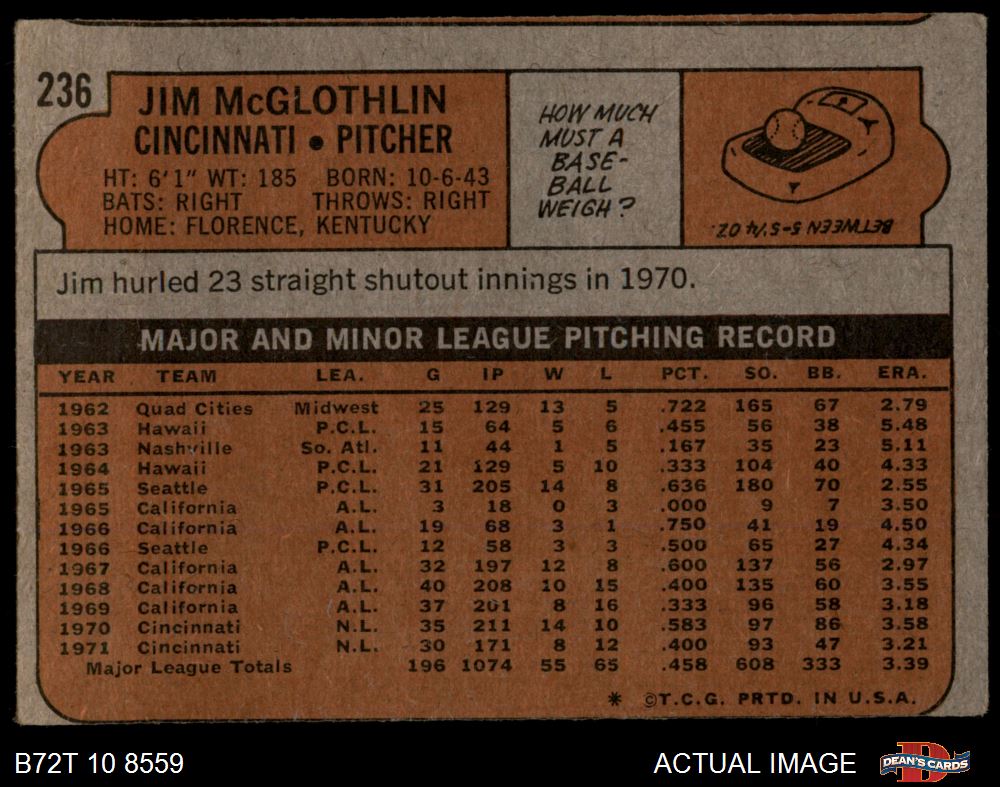 236
JIM McGLOTHLIN
CINCINNATI • PITCHER
HT: 6'1" WT: 185 BORN: 10-6-43
BATS: RIGHT THROWS: RIGHT
HOME: FLORENCE, KENTUCKY
HOW MUCH
MUST A
BASE-
BALL
WEIGH?
BETWEEN 5-5 1/4 OZ.
Jim hurled 23 straight shutout innings in 1970.
MAJOR AND MINOR LEAGUE PITCHING RECORD
YEAR TEAM LEA. G IP W L PCT. SO. BB. ERA.
1962 Quad Cities Midwest 25 129 13 5 .722 165 67 2.79
1963 Hawaii P.C.L. 15 64 5 6 .455 56 38 5.48
1963 Nashville So. Atl. 11 44 1 5 .167 35 23 5.11
1964 Hawaii P.C.L. 21 129 5 10 .333 104 40 4.33
1965 Seattle P.C.L. 31 205 14 8 .636 180 70 2.55
1965 California A.L. 3 18 0 3 .000 9 7 3.50
1966 California A.L. 19 68 3 1 .750 41 19 4.50
1966 Seattle P.C.L. 12 58 3 3 .500 65 27 4.34
1967 California A.L. 32 197 12 8 .600 137 56 2.97
1968 California A.L. 40 208 10 15 .400 135 60 3.55
1969 California A.L. 37 201 8 16 .333 96 58 3.18
1970 Cincinnati N.L. 35 211 14 10 .583 97 86 3.58
1971 Cincinnati N.L. 30 171 8 12 .400 93 47 3.21
Major League Totals 196 1074 55 65 .458 608 333 3.39
* ©T.C.G. PRTD. IN U.S.A.
B72T 10 8559
ACTUAL IMAGE
DEAN'S CARDS